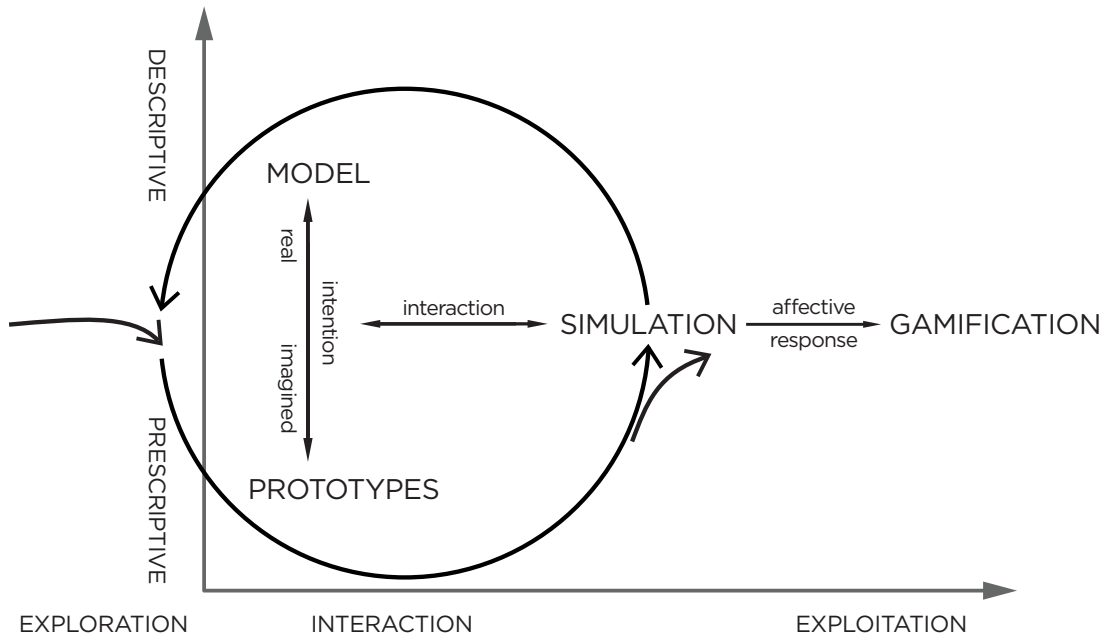 DESCRIPTIVE
MODEL
real
intention
imagined
interaction
SIMULATION
affective
response
GAMIFICATION
PRESCRIPTIVE
PROTOTYPES
EXPLORATION
INTERACTION
EXPLOITATION